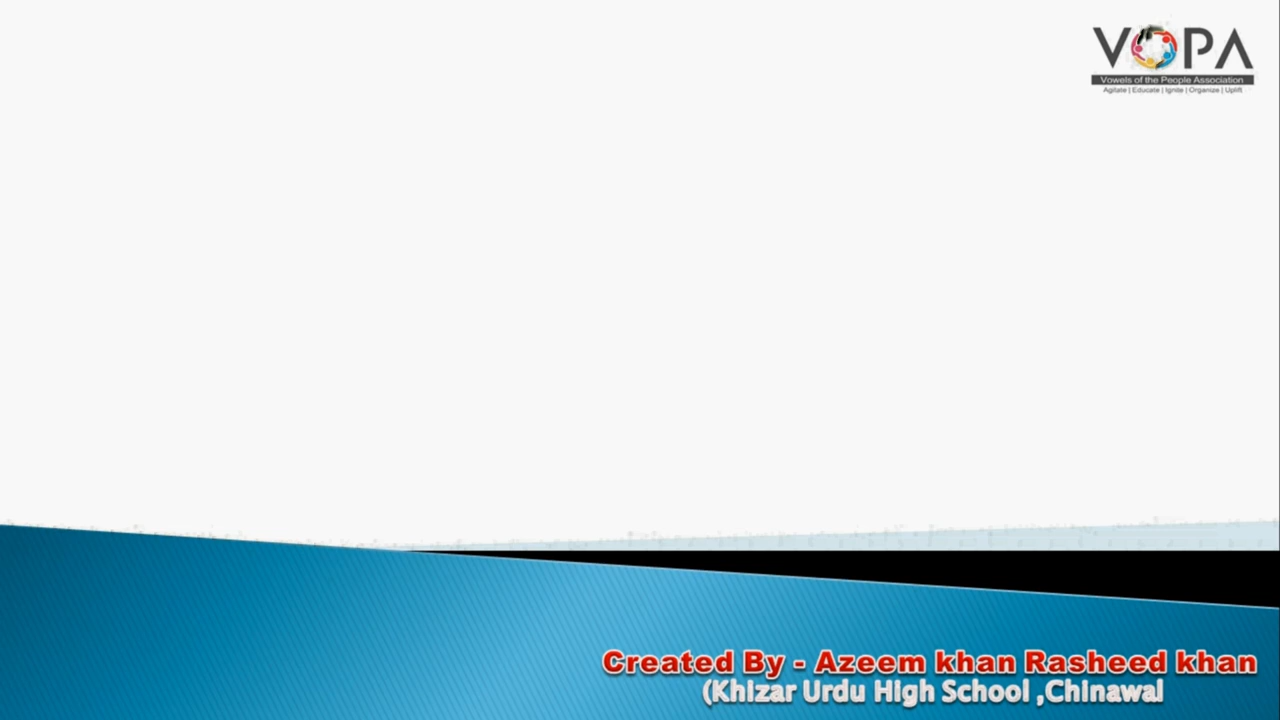 VOPA
Vowels of the People Association
Agitate | Educate | Ignite | Organize | Uplift
Created By - Azeem khan Rasheed khan
(Khizar Urdu High School ,Chinawal